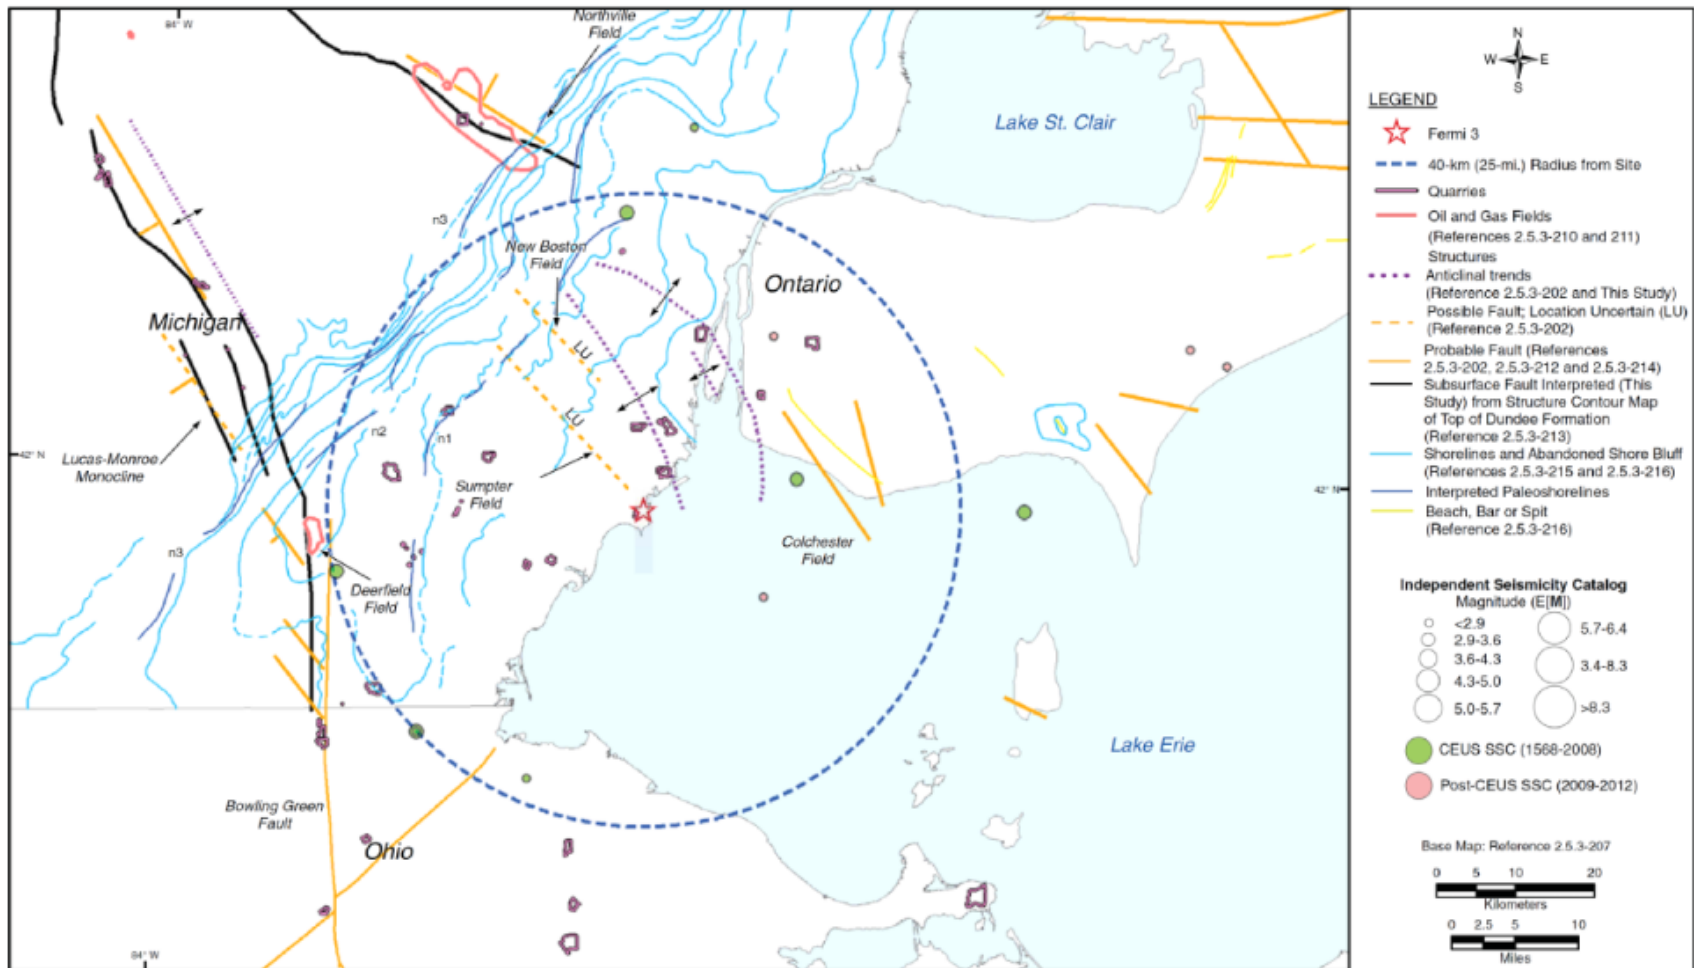 84° W
Northville
Field
Lake St. Clair
n3
New Boston
Field
Ontario
Michigan
LU
LU
n2
n1
42° N
Lucas-Monroe
Monocline
Sumpter
Field
42° N
Colchester
Field
n3
Deerfield
Field
Lake Erie
Bowling Green
Fault
Ohio
84° W
N
W
E
S
LEGEND
Fermi 3
40-km (25-mi.) Radius from Site
Quarries
Oil and Gas Fields
(References 2.5.3-210 and 211)
Structures
Anticlinal trends
(Reference 2.5.3-202 and This Study)
Possible Fault; Location Uncertain (LU)
(Reference 2.5.3-202)
Probable Fault (References
2.5.3-202, 2.5.3-212 and 2.5.3-214)
Subsurface Fault Interpreted (This
Study) from Structure Contour Map
of Top of Dundee Formation
(Reference 2.5.3-213)
Shorelines and Abandoned Shore Bluff
(References 2.5.3-215 and 2.5.3-216)
Interpreted Paleoshorelines
Beach, Bar or Spit
(Reference 2.5.3-216)
Independent Seismicity Catalog
Magnitude (E[M])
<2.9
2.9-3.6
3.6-4.3
4.3-5.0
5.0-5.7
5.7-6.4
3.4-8.3
>8.3
CEUS SSC (1568-2008)
Post-CEUS SSC (2009-2012)
Base Map: Reference 2.5.3-207
0 5 10 20
Kilometers
0 2.5 5 10
Miles